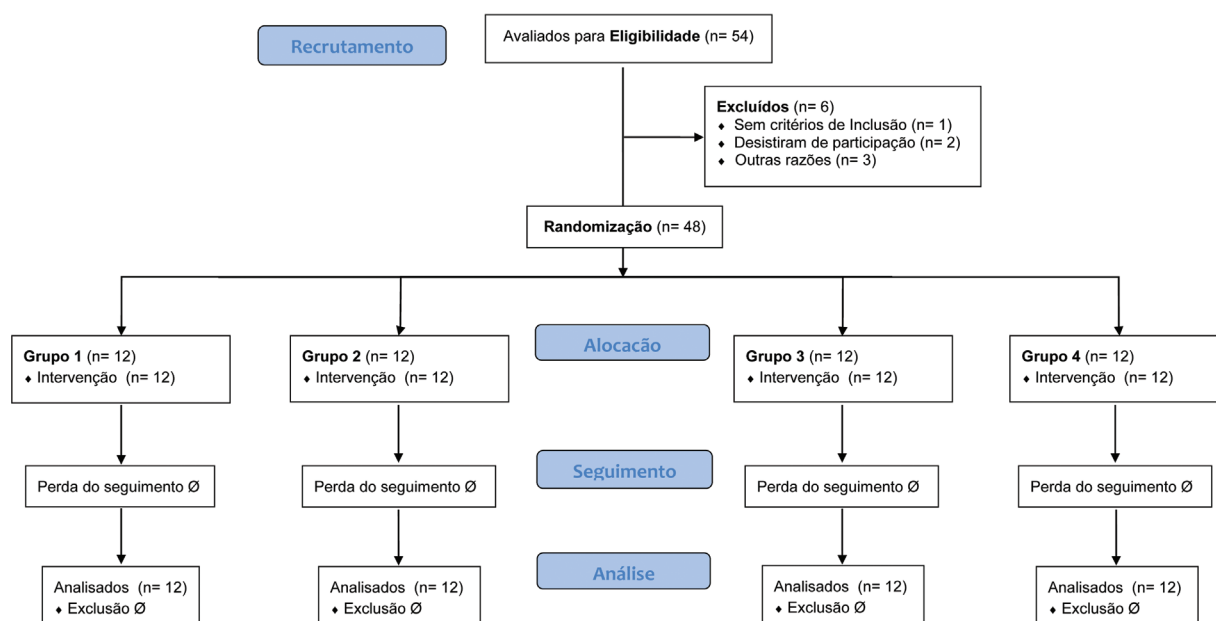 Recrutamento
Avaliados para Eligibilidade (n= 54)
Excluídos (n= 6)
♦ Sem critérios de Inclusão (n= 1)
♦ Desistiram de participação (n= 2)
♦ Outras razões (n= 3)
Randomização (n= 48)
Alocacão
Grupo 1 (n= 12)
♦ Intervenção (n= 12)
Grupo 2 (n= 12)
♦ Intervenção (n= 12)
Grupo 3 (n= 12)
♦ Intervenção (n= 12)
Grupo 4 (n= 12)
♦ Intervenção (n= 12)
Seguimento
Perda do seguimento Ø
Perda do seguimento Ø
Perda do seguimento Ø
Perda do seguimento Ø
Análise
Analisados (n= 12)
♦ Exclusão Ø
Analisados (n= 12)
♦ Exclusão Ø
Analisados (n= 12)
♦ Exclusão Ø
Analisados (n= 12)
♦ Exclusão Ø